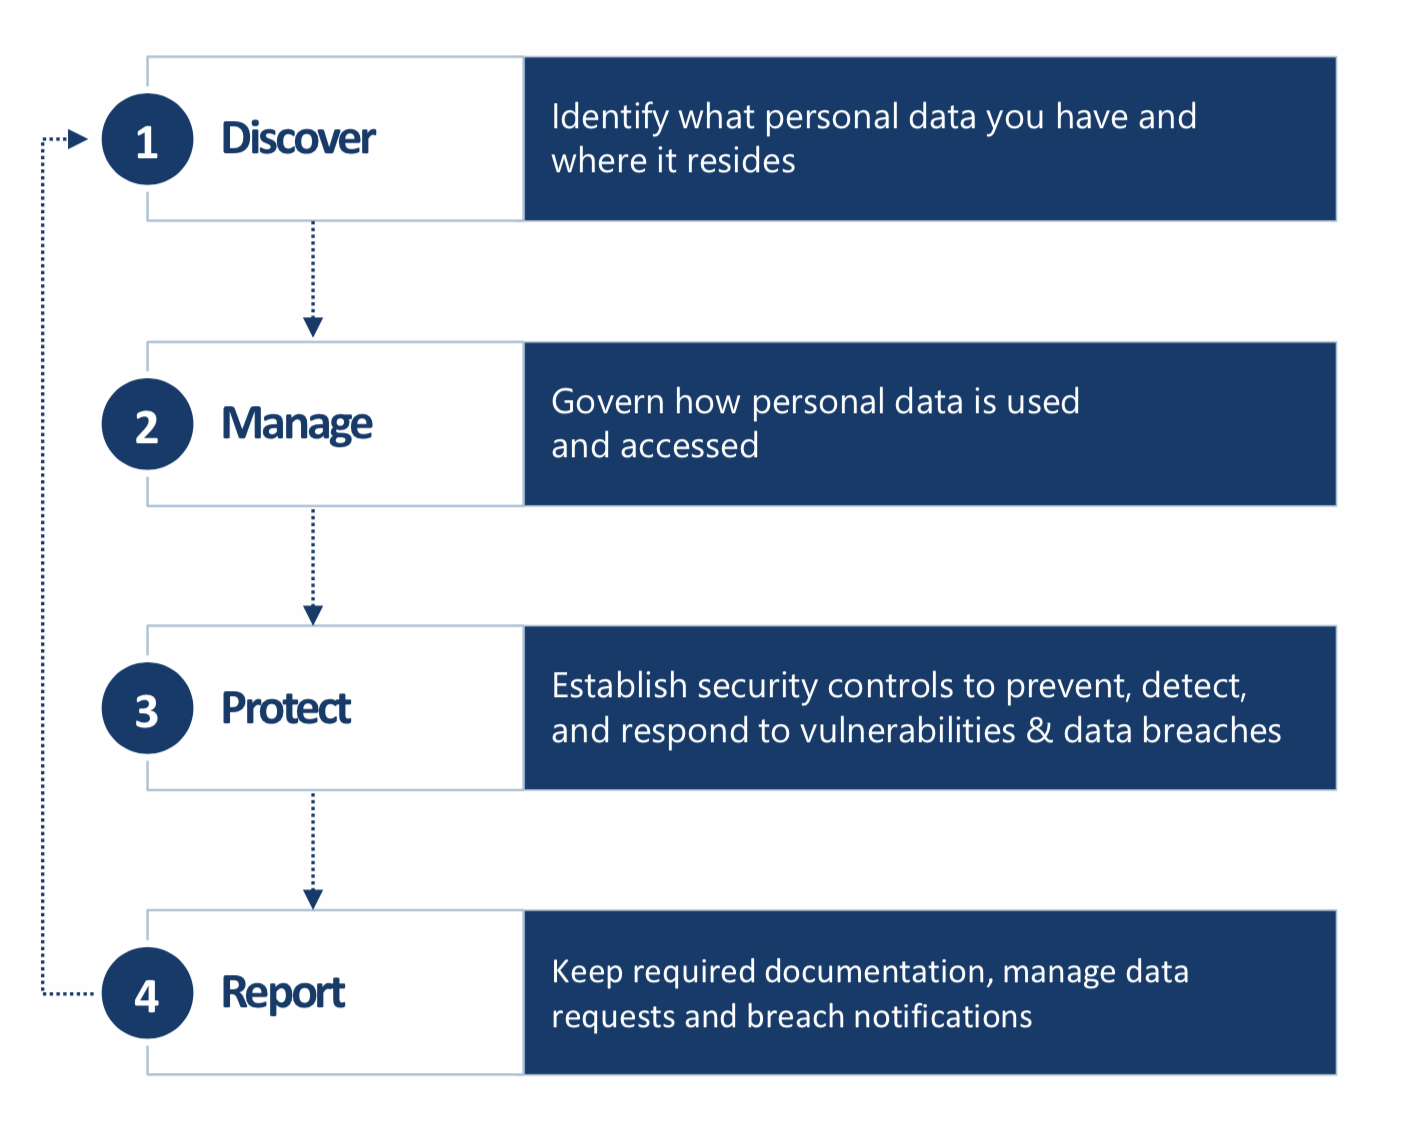 1 Discover
Identify what personal data you have and
where it resides
2 Manage
Govern how personal data is used
and accessed
3 Protect
Establish security controls to prevent, detect,
and respond to vulnerabilities & data breaches
4 Report
Keep required documentation, manage data
requests and breach notifications